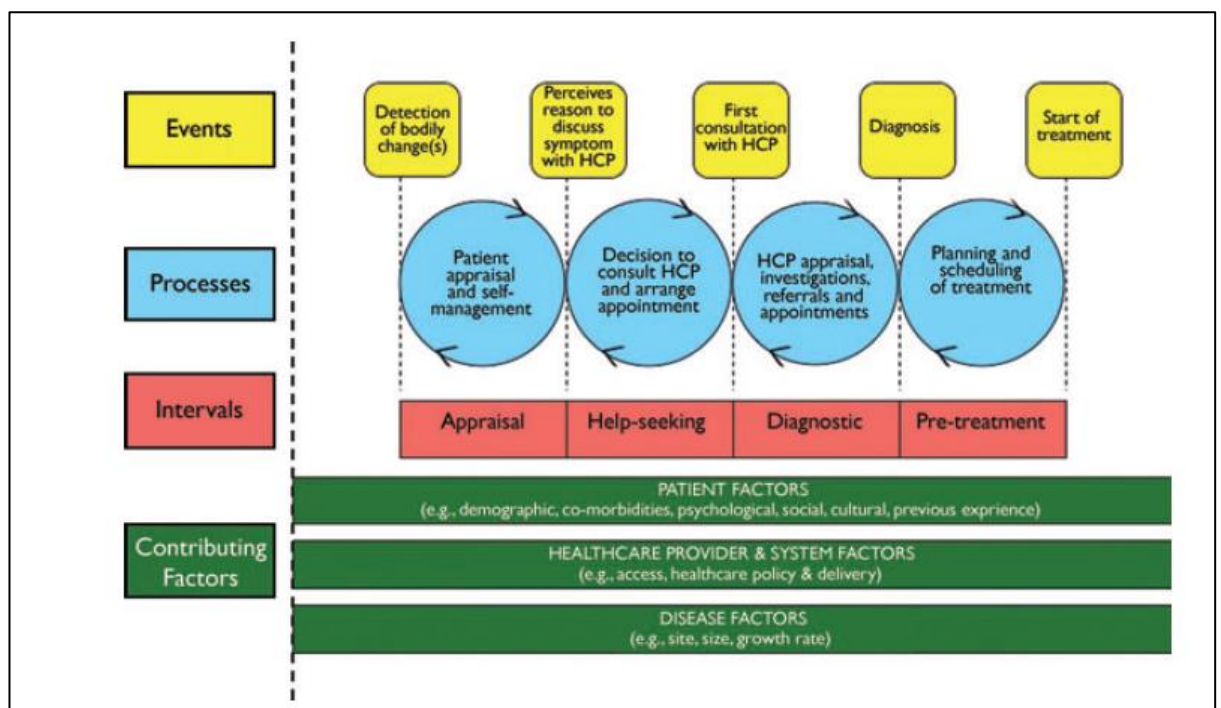 Events
Detection
of bodily
change(s)
Perceives
reason to
discuss
symptom
with HCP
First
consultation
with HCP
Diagnosis
Start of
treatment
Processes
Patient
appraisal
and self-
management
Decision to
consult HCP
and arrange
appointment
HCP appraisal,
investigations,
referrals and
appointments
Planning and
scheduling
of treatment
Intervals
Appraisal
Help-seeking
Diagnostic
Pre-treatment
Contributing
Factors
PATIENT FACTORS
(e.g., demographic, co-morbidities, psychological, social, cultural, previous exprience)
HEALTHCARE PROVIDER & SYSTEM FACTORS
(e.g., access, healthcare policy & delivery)
DISEASE FACTORS
(e.g., site, size, growth rate)